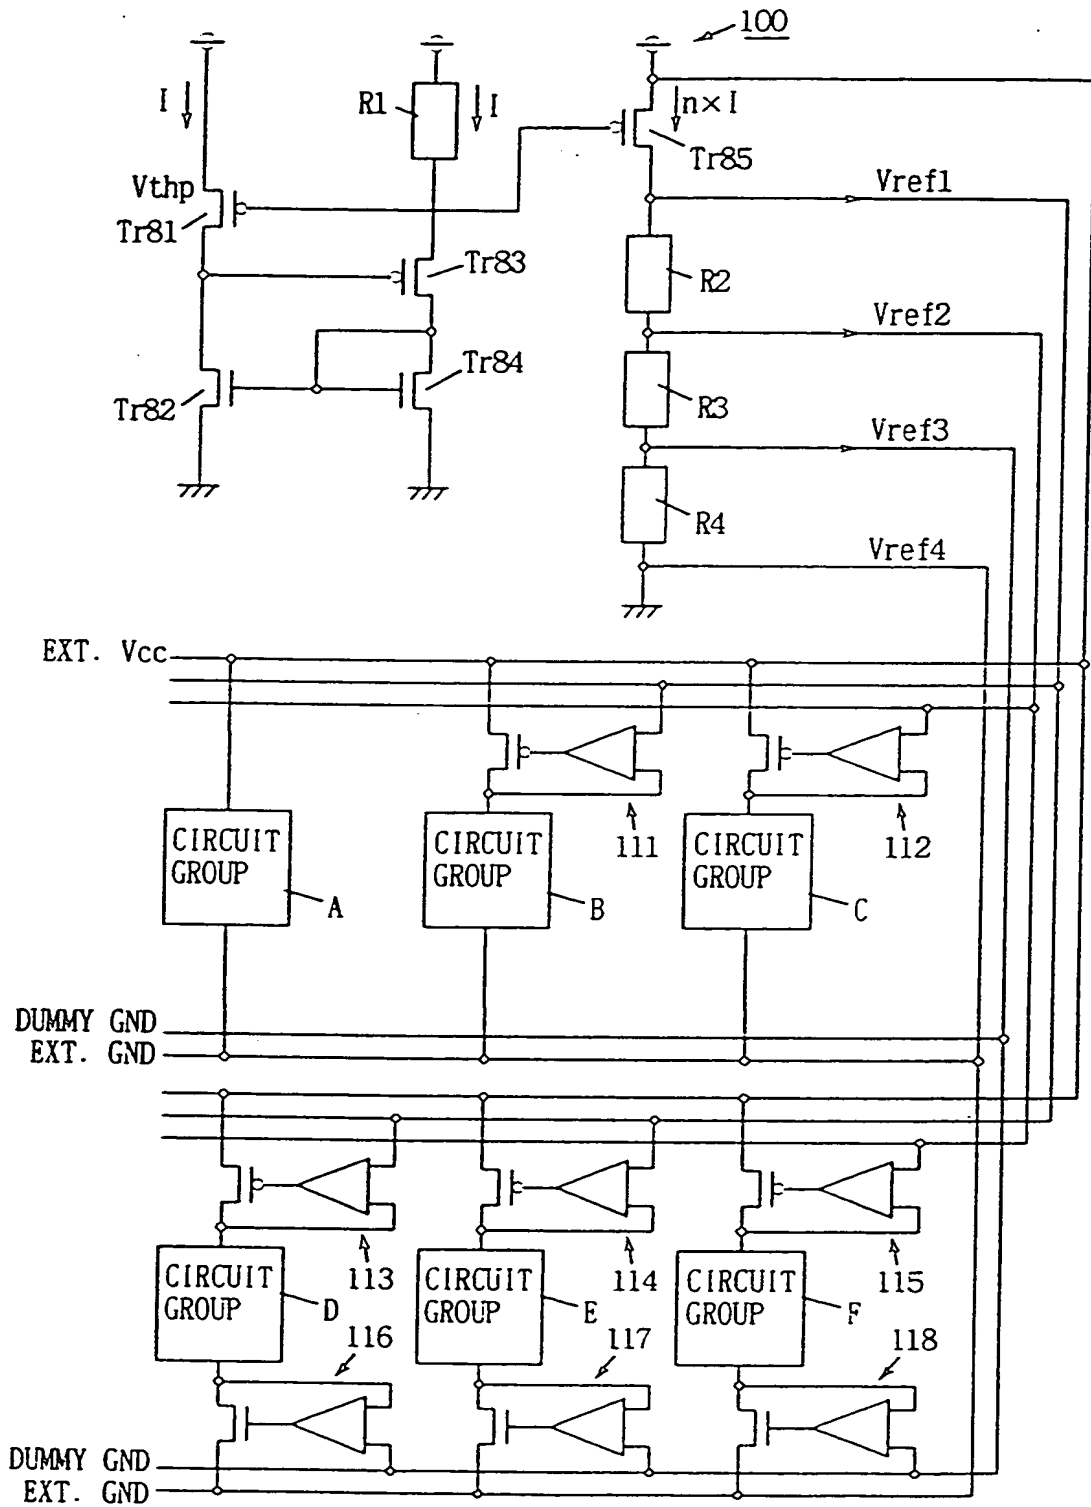 100
I
R1
I
n×I
Tr85
Vthp
Tr81
Vref1
Tr83
R2
Vref2
Tr84
Tr82
R3
Vref3
R4
Vref4
EXT. Vcc
CIRCUIT
GROUP
A
CIRCUIT
GROUP
B
111
CIRCUIT
GROUP
C
112
DUMMY GND
EXT. GND
CIRCUIT
GROUP
D
113
CIRCUIT
GROUP
E
114
CIRCUIT
GROUP
F
115
116
117
118
DUMMY GND
EXT. GND